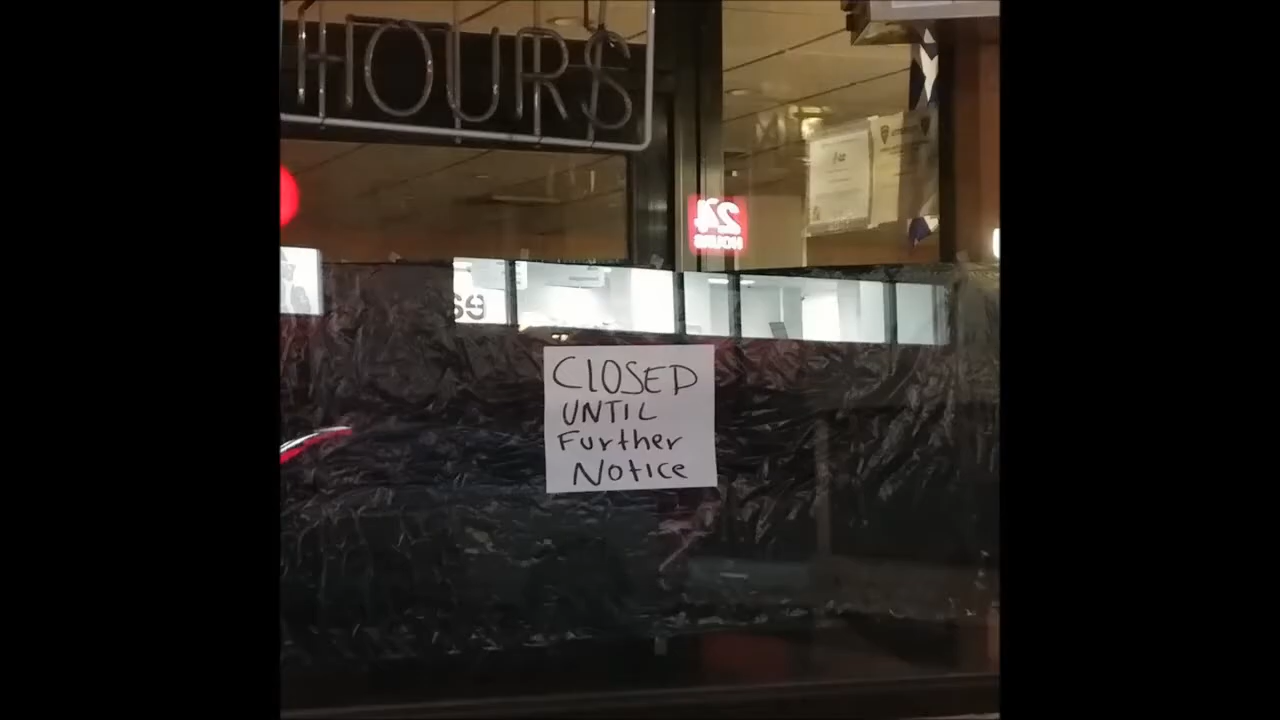 HOURS
24
HOURS
CLOSED
UNTIL
Further
Notice